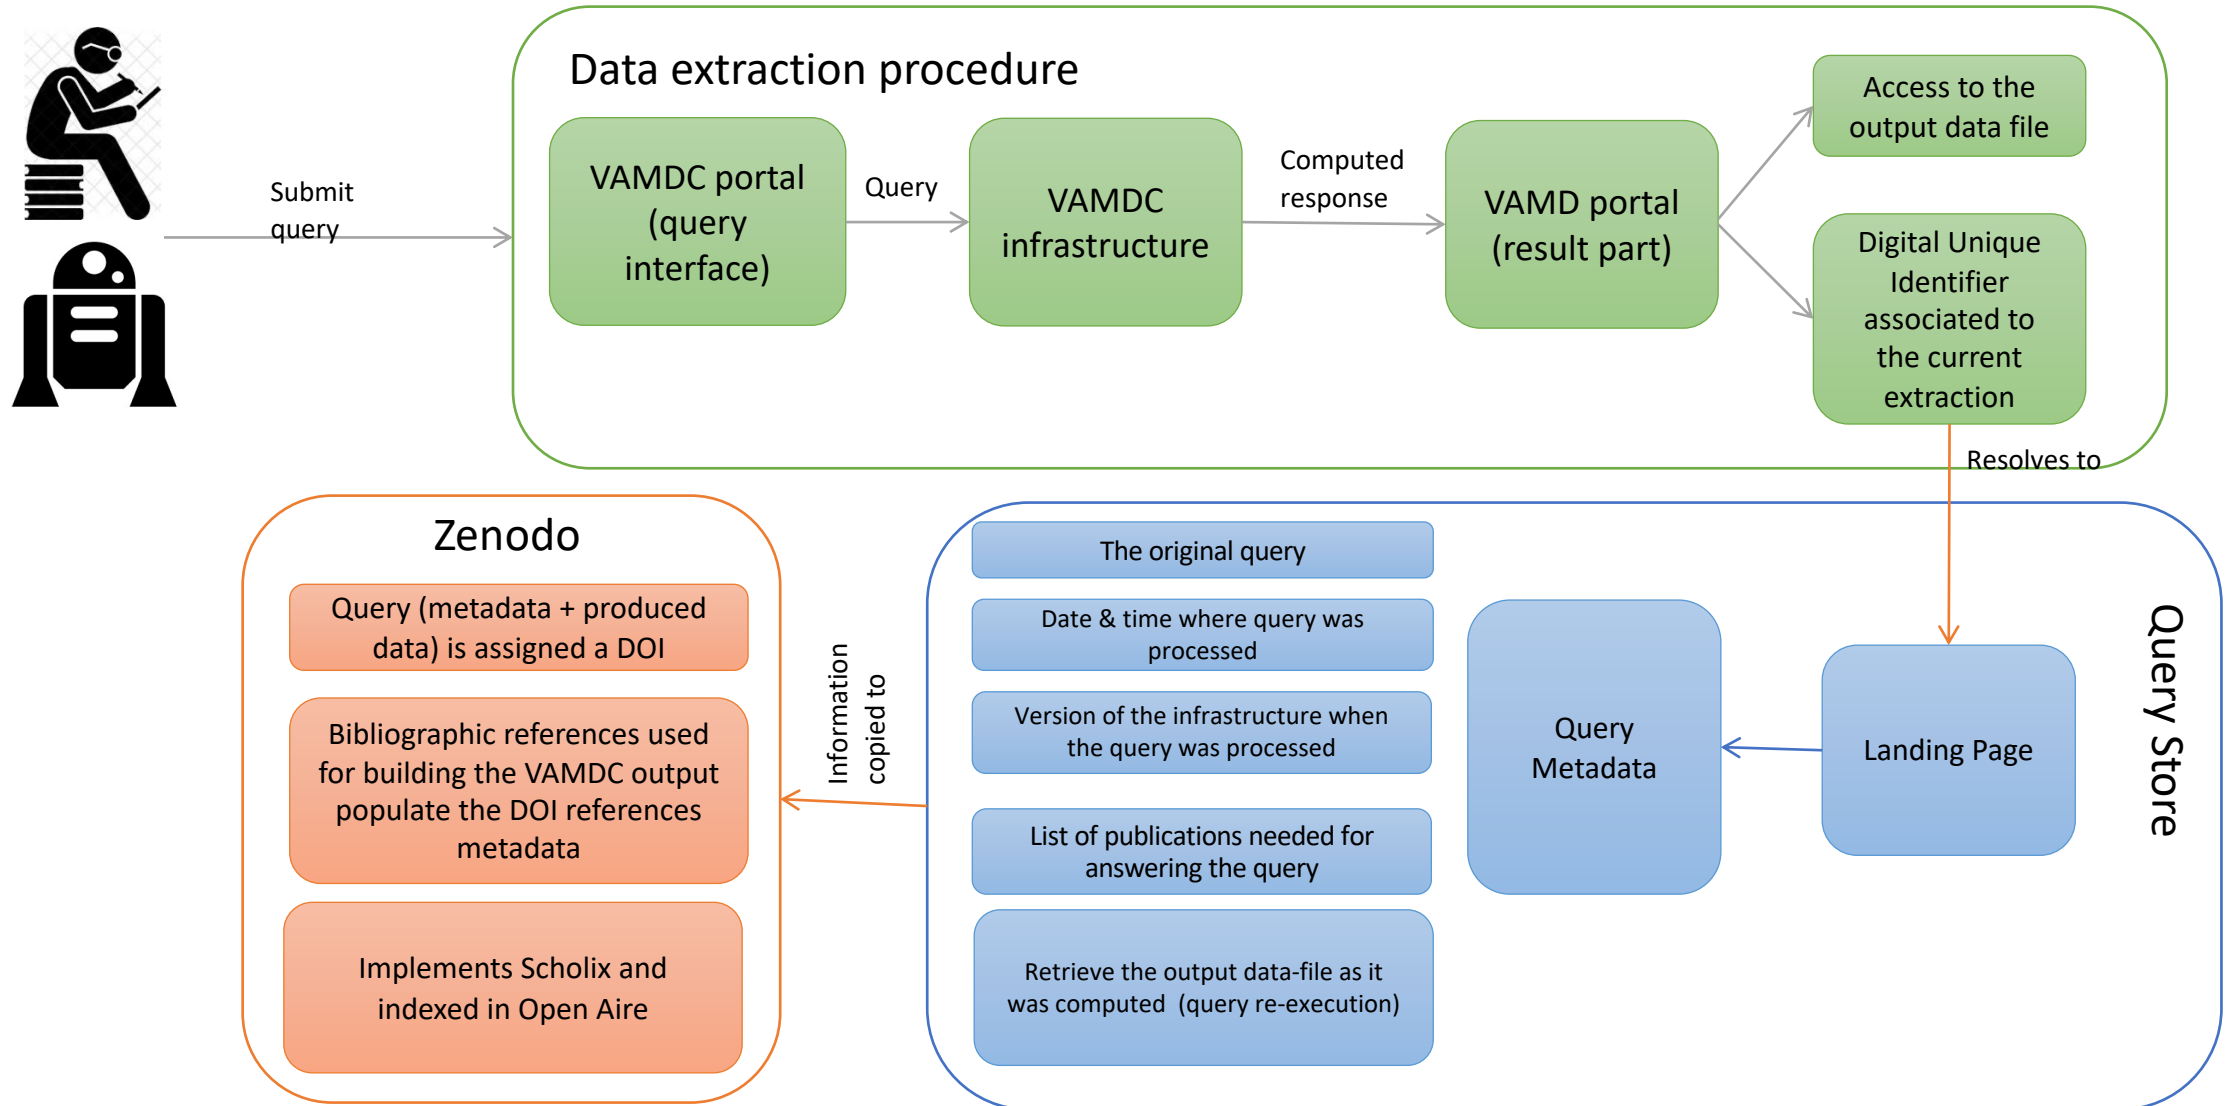 Data extraction procedure
Submit
query
VAMDC portal
(query
interface)
Query
VAMDC
infrastructure
Computed
response
VAMD portal
(result part)
Access to the
output data file
Digital Unique
Identifier
associated to
the current
extraction
Resolves to
Zenodo
Query (metadata + produced
data) is assigned a DOI
Bibliographic references used
for building the VAMDC output
populate the DOI references
metadata
Implements Scholix and
indexed in Open Aire
Information
copied to
The original query
Date & time where query was
processed
Version of the infrastructure when
the query was processed
List of publications needed for
answering the query
Retrieve the output data-file as it
was computed  (query re-execution)
Query
Metadata
Landing Page
Query Store